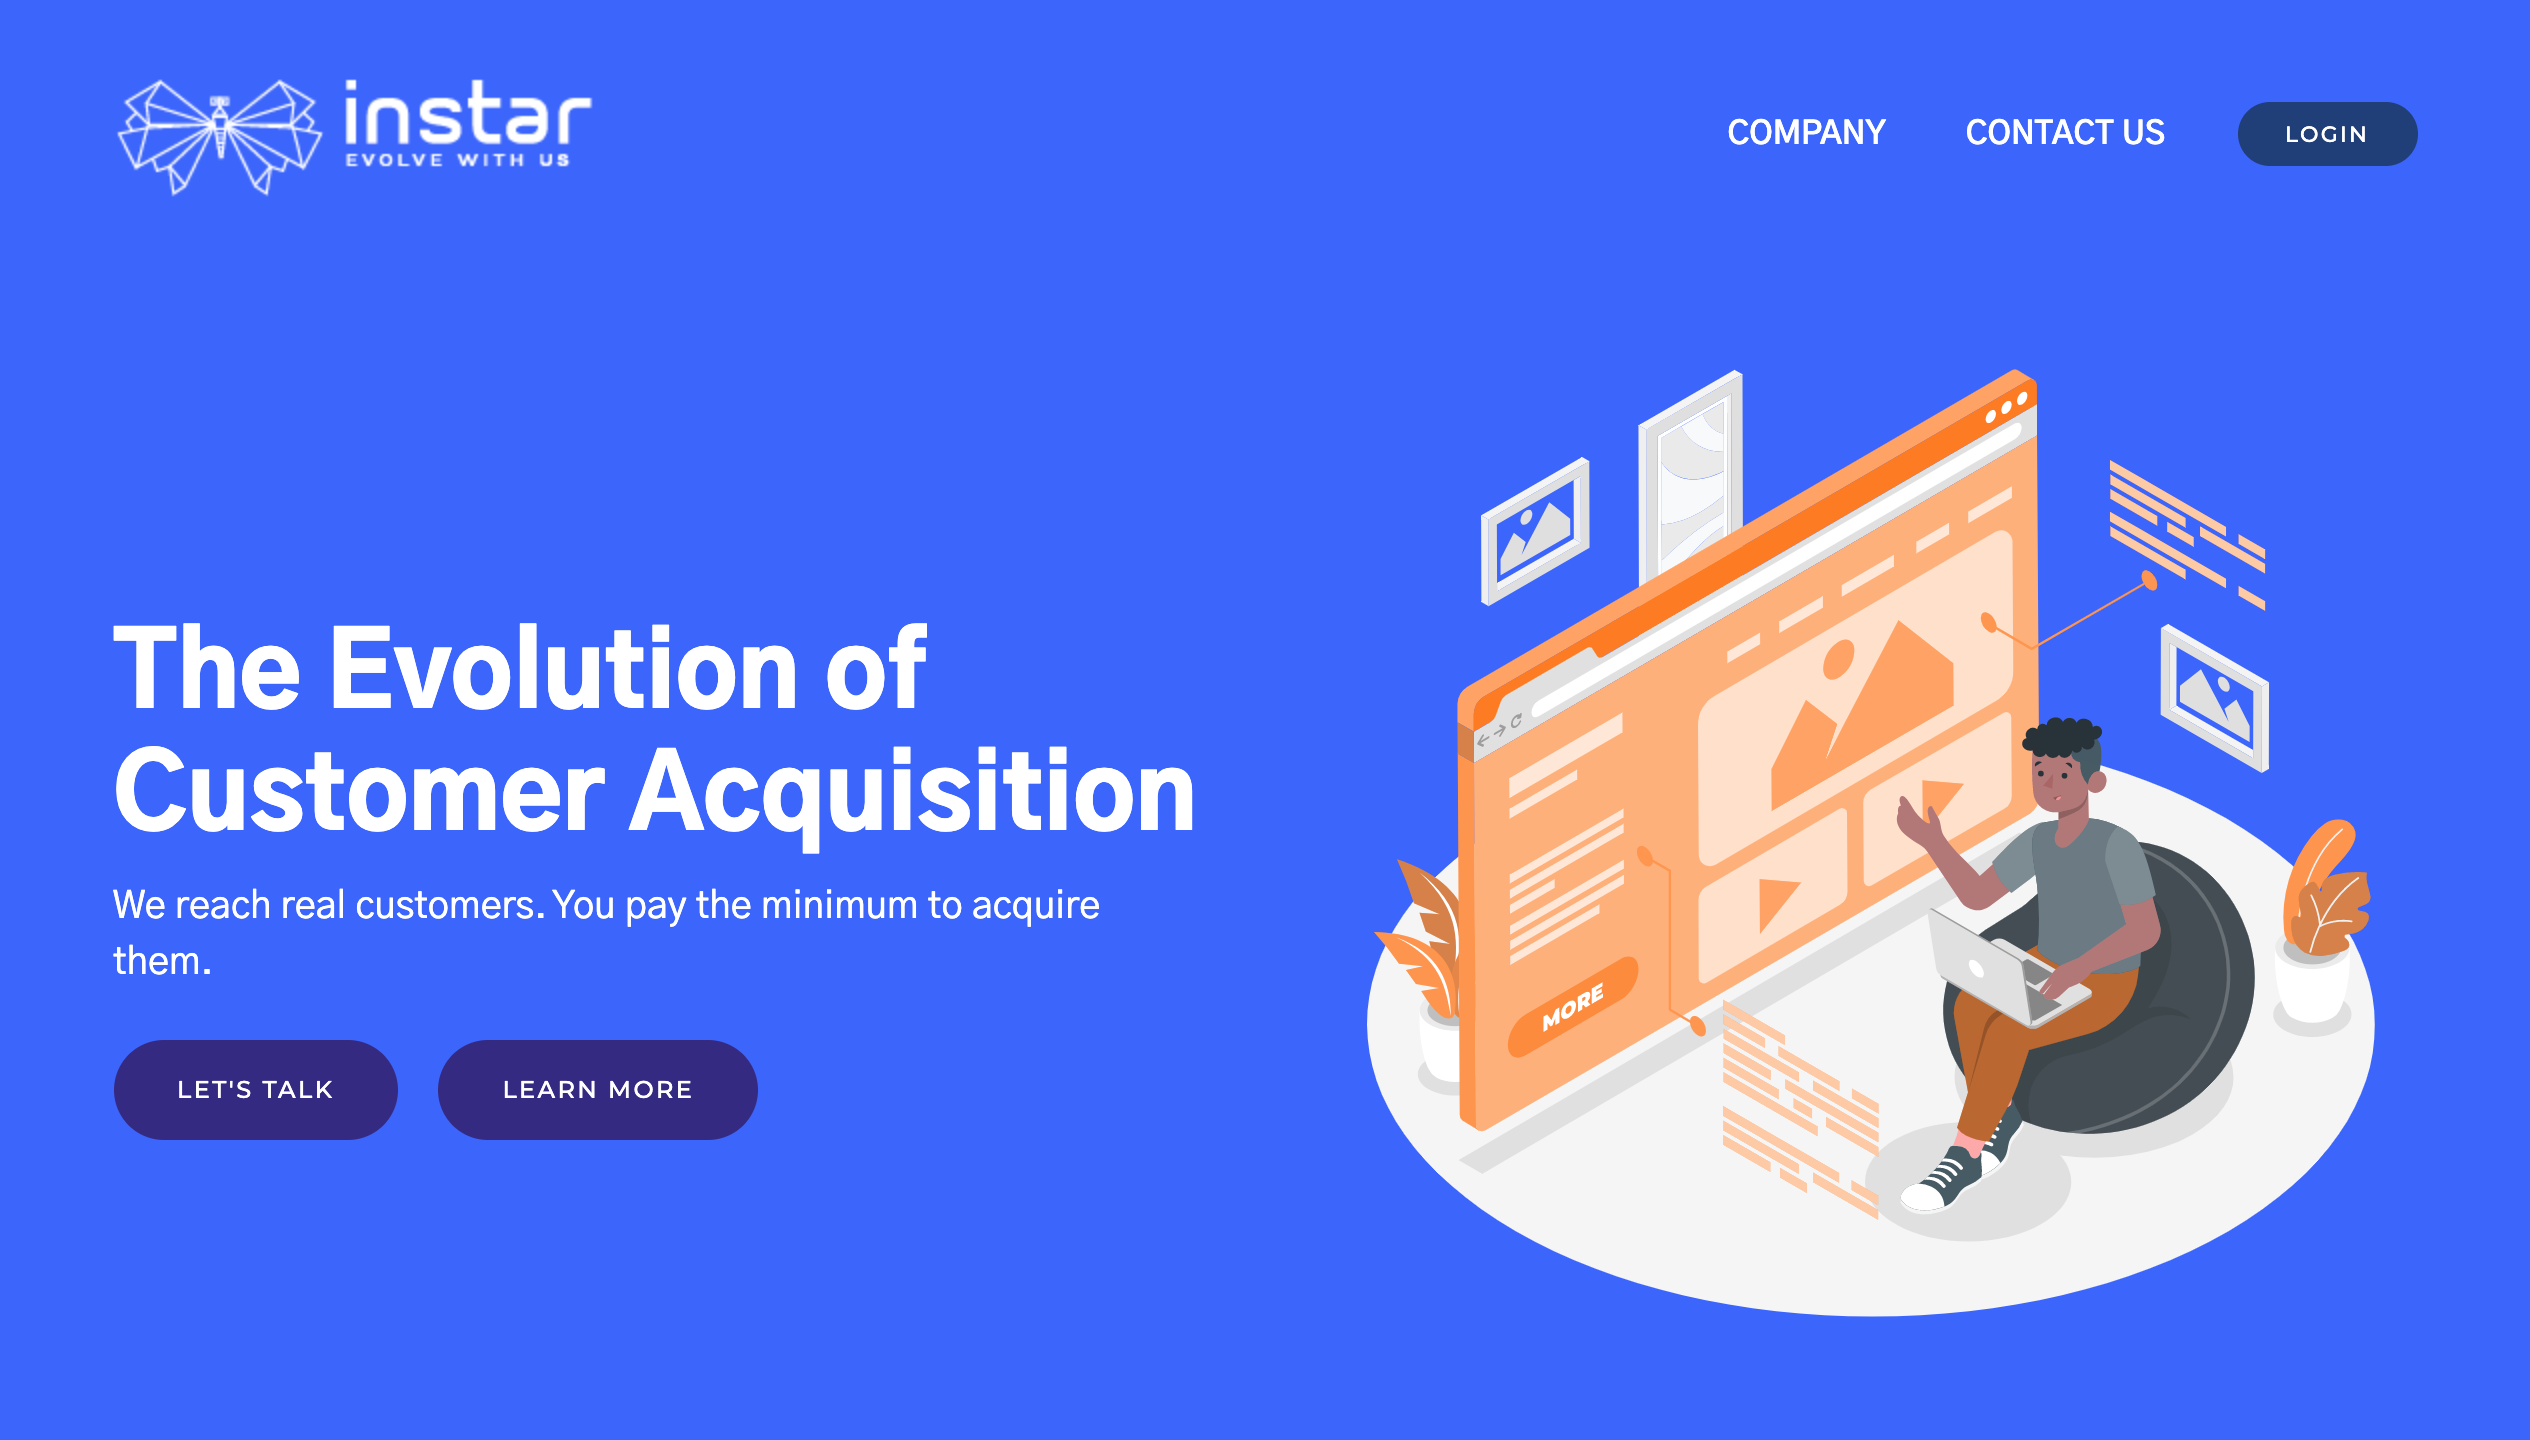 instar
EVOLVE WITH US
COMPANY
CONTACT US
LOGIN
The Evolution of
Customer Acquisition
We reach real customers. You pay the minimum to acquire
them.
LET'S TALK
LEARN MORE
MORE